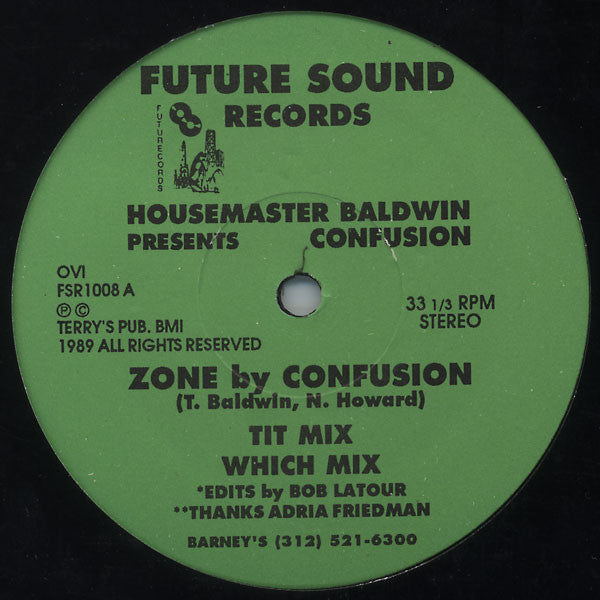 FUTURE SOUND
RECORDS
FUTURECORDS
HOUSEMASTER BALDWIN
PRESENTS CONFUSION
OVI
FSR1008 A
Ⓟ ©
TERRY'S PUB. BMI
1989 ALL RIGHTS RESERVED
33 1/3 RPM
STEREO
ZONE by CONFUSION
(T. Baldwin, N. Howard)
TIT MIX
WHICH MIX
*EDITS by BOB LATOUR
**THANKS ADRIA FRIEDMAN
BARNEY'S (312) 521-6300